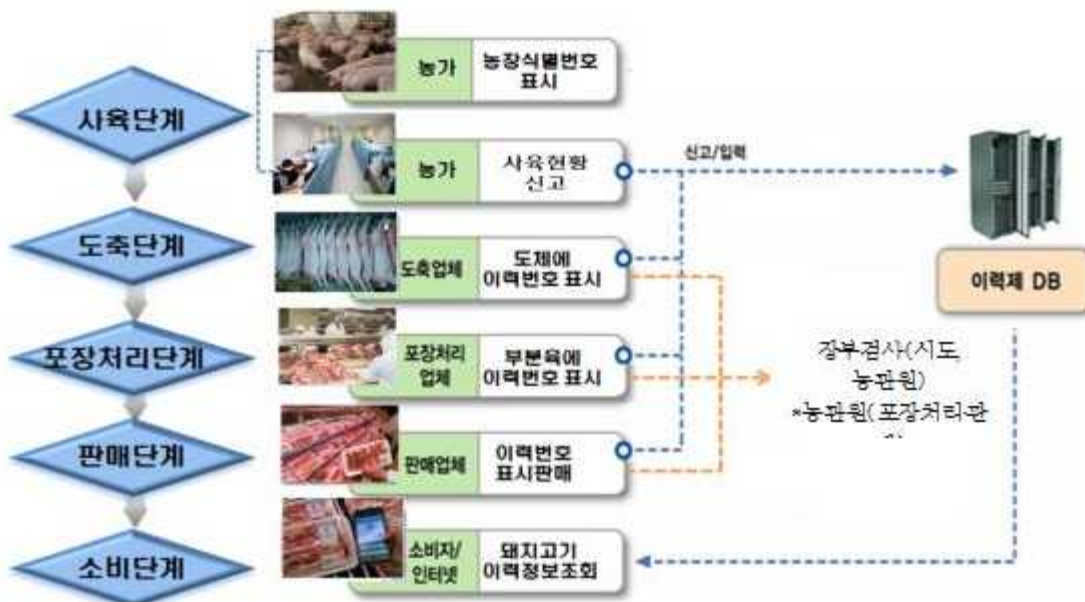 사육단계
농가
농장식별번호
표시
농가
사육현황
신고
신고/입력
도축단계
도축업체
도체에
이력번호 표시
이력제 DB
포장처리단계
포장처리
업체
부분육에
이력번호 표시
장부검사(시도,
농관원)
*농관원(포장처리판
판매단계
판매업체
이력번호
표시판매
소비단계
소비자/
인터넷
돼지고기
이력정보조회